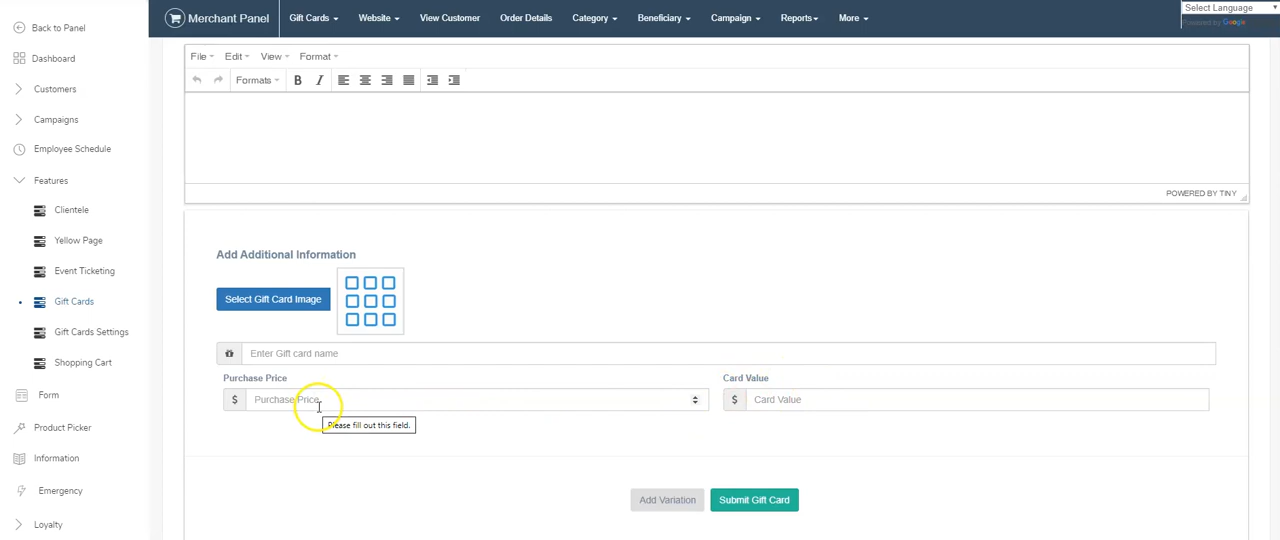 Back to Panel
Merchant Panel
Gift Cards
Website
View Customer
Order Details
Category
Beneficiary
Campaign
Reports
More
Select Language
Powered by Google
Dashboard
Customers
Campaigns
Employee Schedule
Features
Clientele
Yellow Page
Event Ticketing
Gift Cards
Gift Cards Settings
Shopping Cart
Form
Product Picker
Information
Emergency
Loyalty
File Edit View Format
Formats B I
POWERED BY TINY
Add Additional Information
Select Gift Card Image
Enter Gift card name
Purchase Price
$ Purchase Price
Card Value
$ Card Value
Please fill out this field.
Add Variation
Submit Gift Card